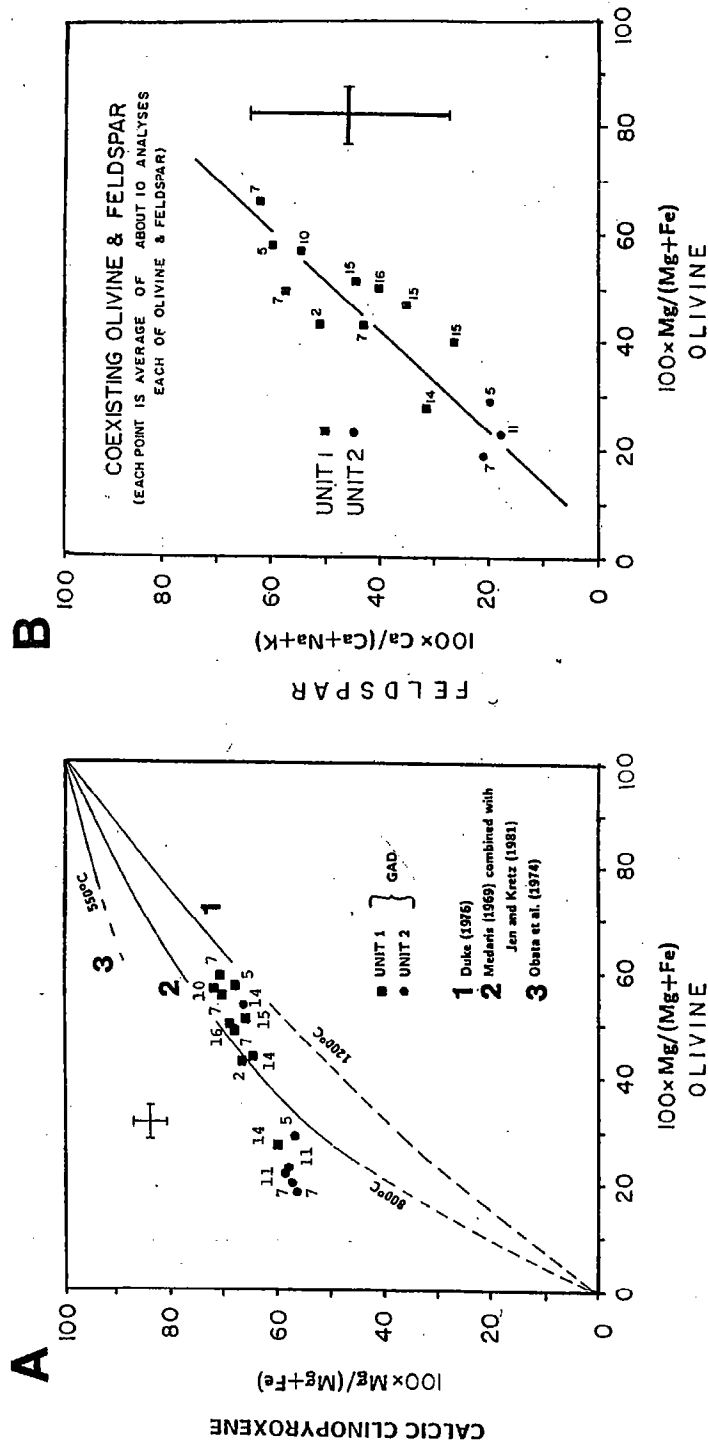 A
CALCIC CLINOPYROXENE
100×Mg/(Mg+Fe)
100
80
60
40
20
0
550°C
3
2
1
10
7
7
5
16
14
7
15
2
14
14
5
11
11
7
7
800°C
1200°C
■ UNIT 1
● UNIT 2
} GAD
1 Duke (1976)
2 Medaris (1969) combined with
Jen and Kretz (1981)
3 Obata et al. (1974)
0
20
40
60
80
100
100×Mg/(Mg+Fe)
OLIVINE
B
FELDSPAR
100×Ca/(Ca+Na+K)
100
80
60
40
20
0
COEXISTING OLIVINE & FELDSPAR
(EACH POINT IS AVERAGE OF ABOUT 10 ANALYSES
EACH OF OLIVINE & FELDSPAR)
UNIT 1 ■
UNIT 2 ●
7
5
10
7
15
16
2
15
7
15
14
5
11
7
0
20
40
60
80
100
100×Mg/(Mg+Fe)
OLIVINE